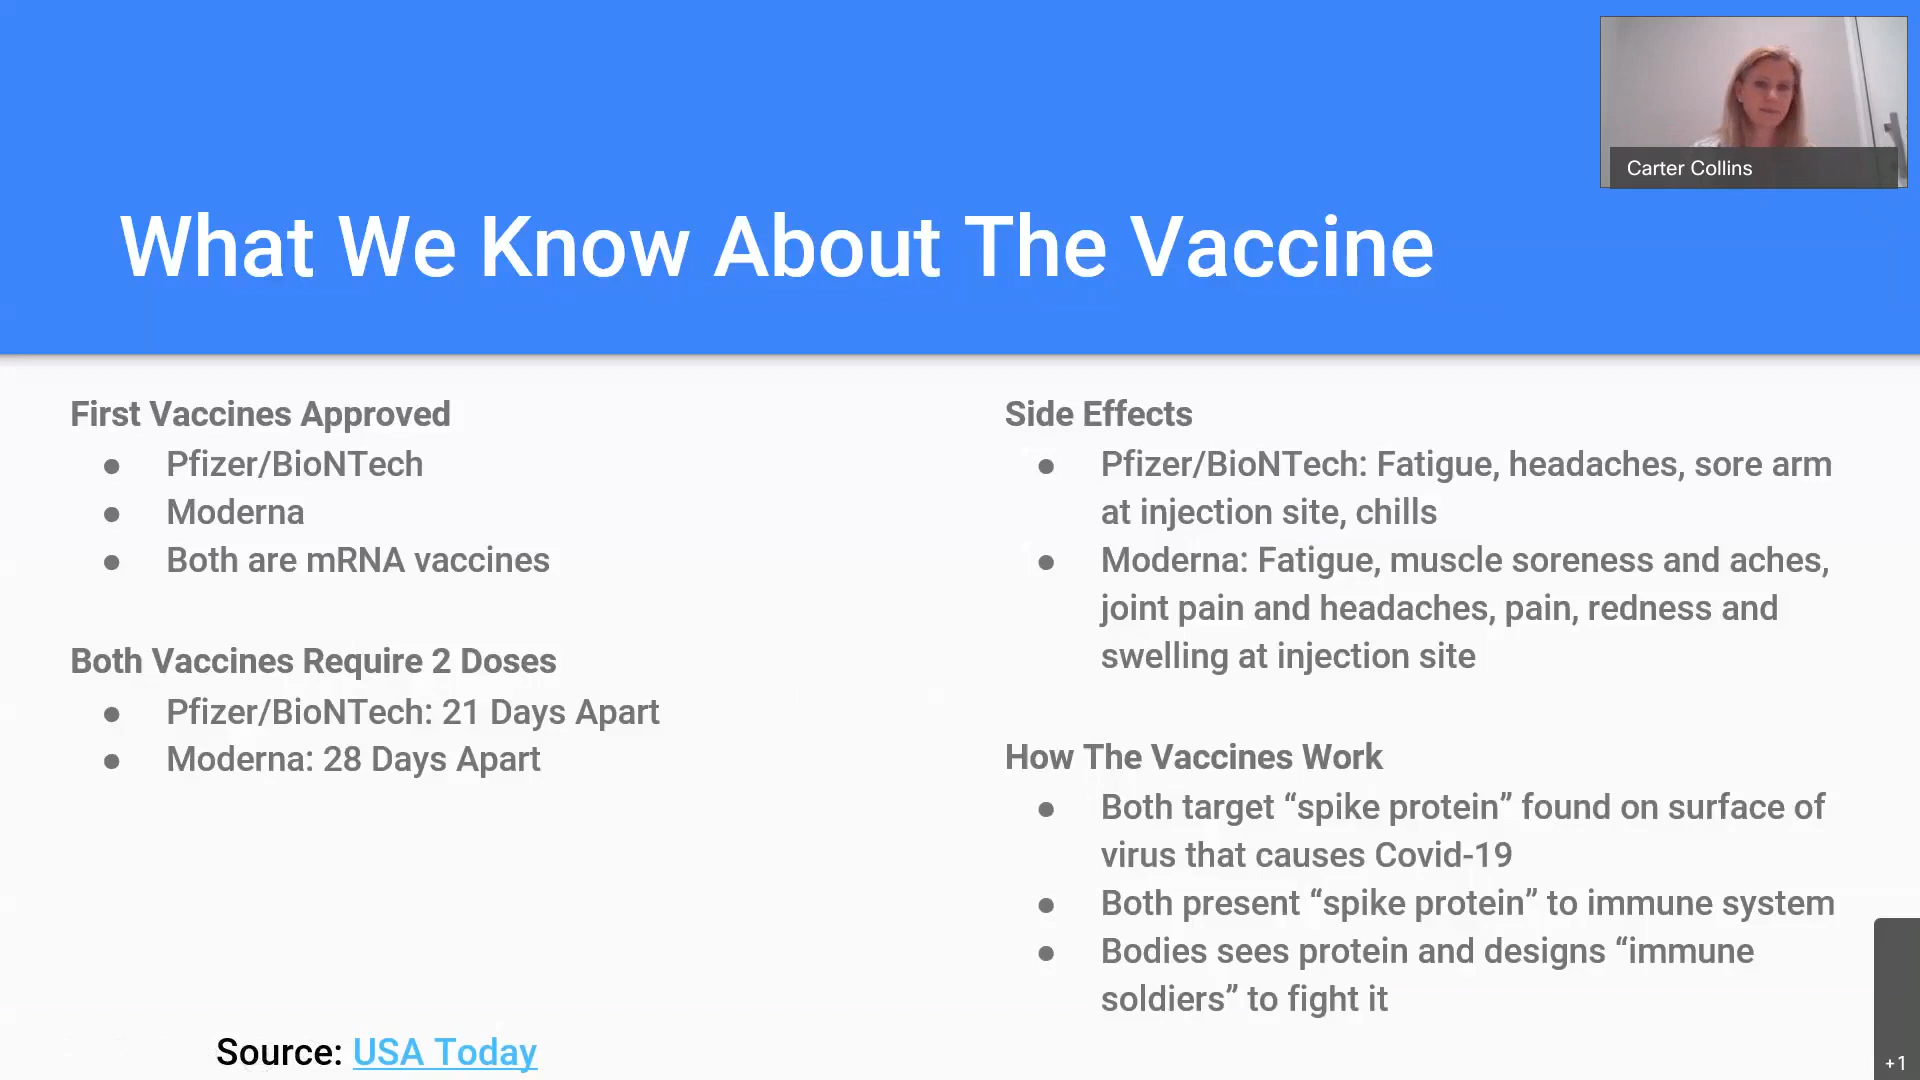 Carter Collins
What We Know About The Vaccine
First Vaccines Approved
● Pfizer/BioNTech
● Moderna
● Both are mRNA vaccines
Both Vaccines Require 2 Doses
● Pfizer/BioNTech: 21 Days Apart
● Moderna: 28 Days Apart
Source: USA Today
Side Effects
● Pfizer/BioNTech: Fatigue, headaches, sore arm
at injection site, chills
● Moderna: Fatigue, muscle soreness and aches,
joint pain and headaches, pain, redness and
swelling at injection site
How The Vaccines Work
● Both target “spike protein” found on surface of
virus that causes Covid-19
● Both present “spike protein” to immune system
● Bodies sees protein and designs “immune
soldiers” to fight it
+1